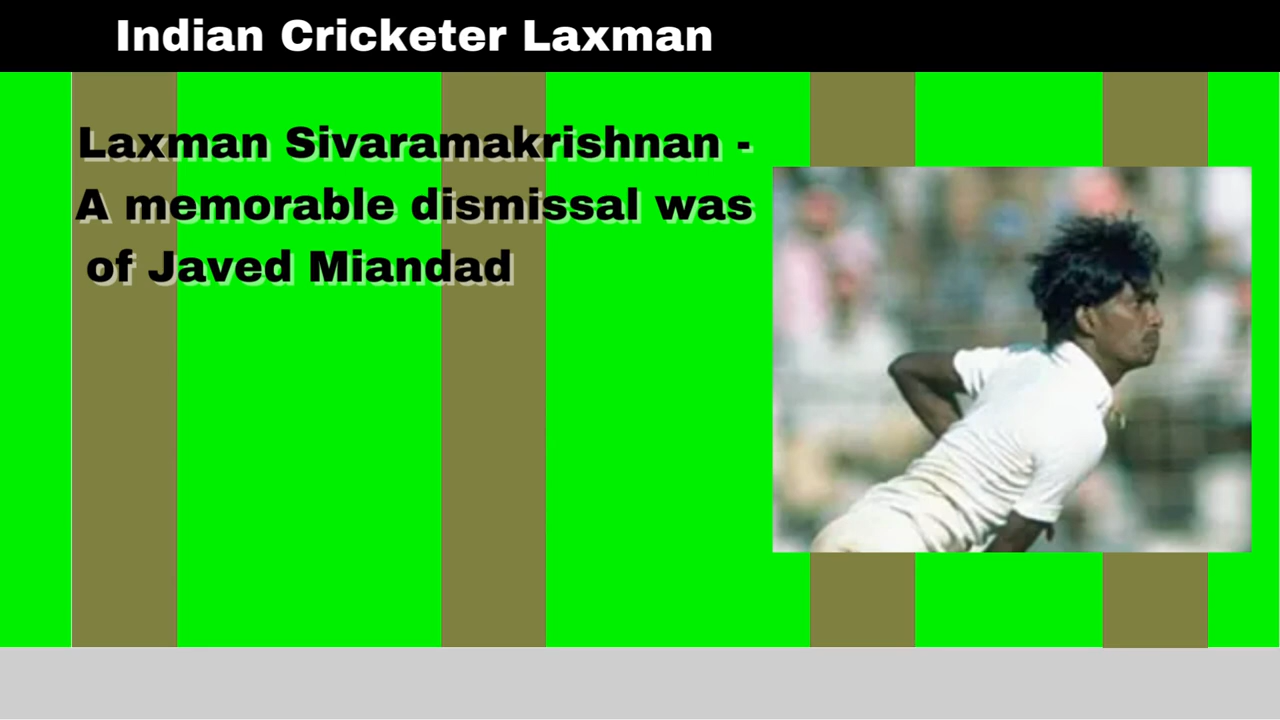 Indian Cricketer Laxman
Laxman Sivaramakrishnan -
A memorable dismissal was
of Javed Miandad